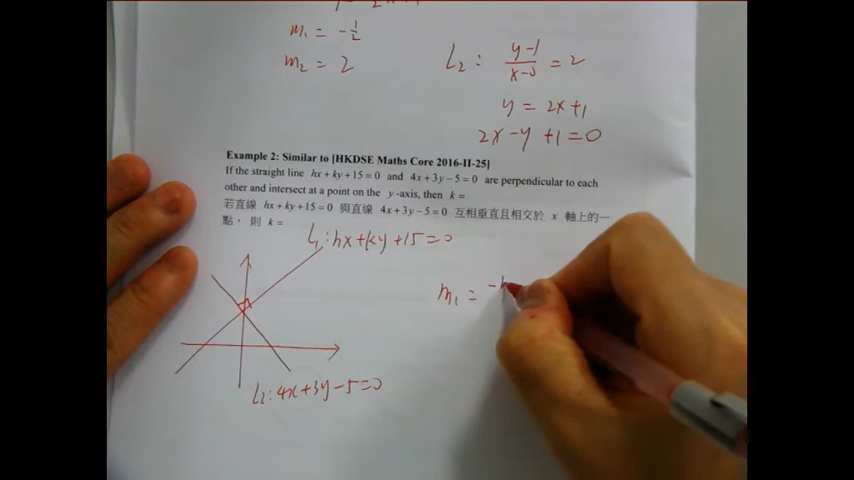 m₁ = -1/2
m₂ = 2
L₂ : (y-1)/(x-0) = 2
y = 2x+1
2x-y+1=0
Example 2: Similar to [HKDSE Maths Core 2016-II-25]
If the straight line hx+ky+15=0 and 4x+3y-5=0 are perpendicular to each
other and intersect at a point on the y-axis, then k =
若直線 hx+ky+15=0 與直線 4x+3y-5=0 互相垂直且相交於 x 軸上的一
點，則 k =
L₁:hx+ky+15=0
m₁ = -h
L₂:4x+3y-5=0